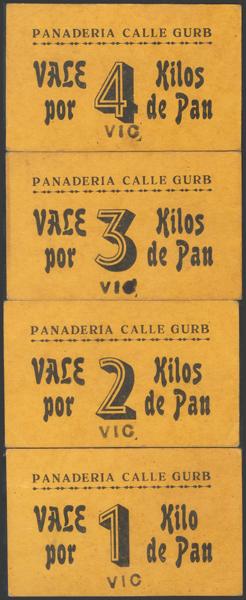 PANADERIA CALLE GURB
VALE 4 Kilos
por de Pan
VIC
PANADERIA CALLE GURB
VALE 3 Kilos
por de Pan
VIC
PANADERIA CALLE GURB
VALE 2 Kilos
por de Pan
VIC
PANADERIA CALLE GURB
VALE 1 Kilo
por de Pan
VIC